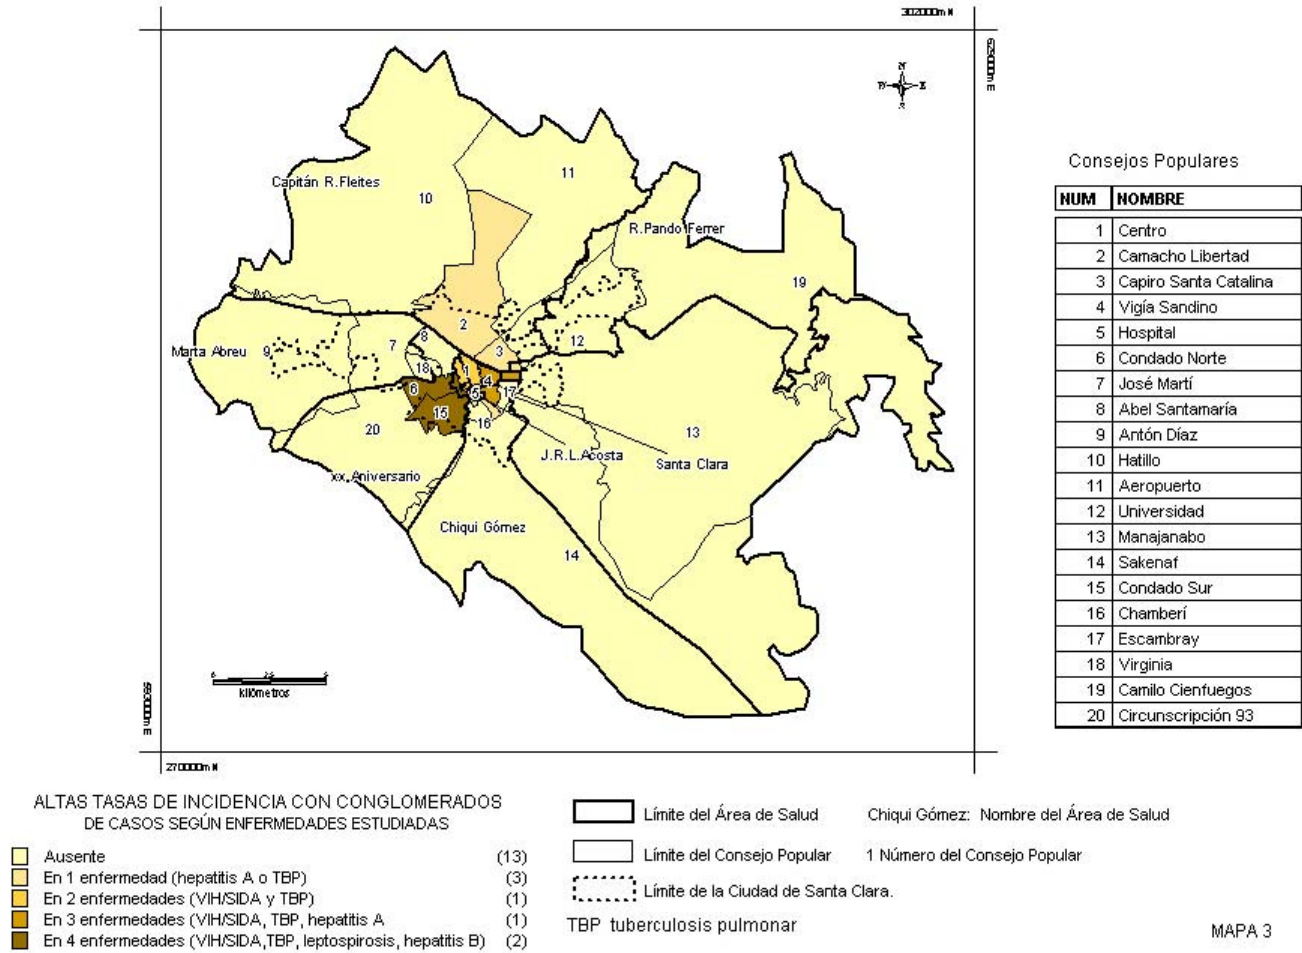 302000m N
629000m E
N
W E
S
Consejos Populares
NUM NOMBRE
1 Centro
2 Camacho Libertad
3 Capiro Santa Catalina
4 Vigía Sandino
5 Hospital
6 Condado Norte
7 José Martí
8 Abel Santamaría
9 Antón Díaz
10 Hatillo
11 Aeropuerto
12 Universidad
13 Manajanabo
14 Sakenaf
15 Condado Sur
16 Chamberí
17 Escambray
18 Virginia
19 Camilo Cienfuegos
20 Circunscripción 93
11
Capitán R.Fleites
10
R.Pando Ferrer
19
2
12
8
7
3
Marta Abreu
9
18
1
4
6
5
17
15
16
20
13
J.R.L.Acosta
Santa Clara
xx.Aniversario
Chiqui Gómez
14
kilómetros
270000m N
ALTAS TASAS DE INCIDENCIA CON CONGLOMERADOS
DE CASOS SEGÚN ENFERMEDADES ESTUDIADAS
Ausente (13)
En 1 enfermedad (hepatitis A o TBP) (3)
En 2 enfermedades (VIH/SIDA y TBP) (1)
En 3 enfermedades (VIH/SIDA, TBP, hepatitis A (1)
En 4 enfermedades (VIH/SIDA,TBP, leptospirosis, hepatitis B) (2)
Límite del Área de Salud
Chiqui Gómez: Nombre del Área de Salud
Límite del Consejo Popular
1 Número del Consejo Popular
Límite de la Ciudad de Santa Clara.
TBP tuberculosis pulmonar
MAPA 3